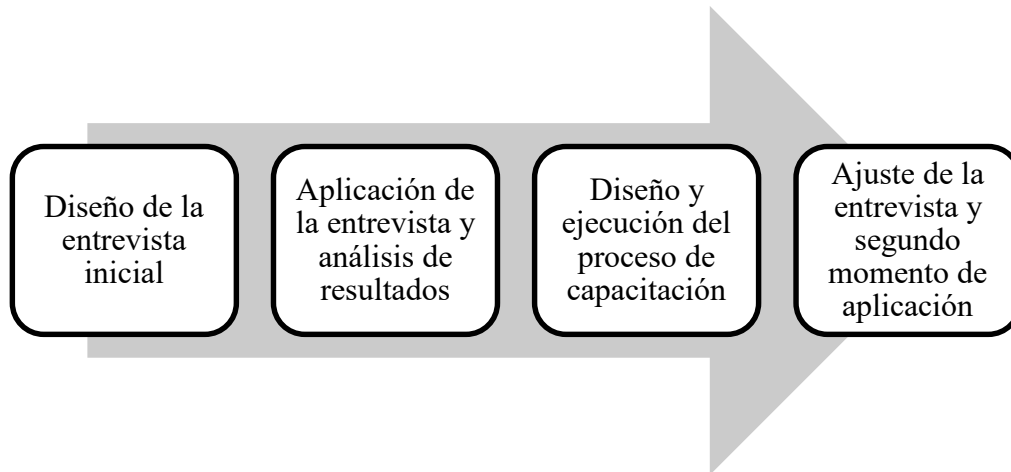 Diseño de la
entrevista
inicial
Aplicación de
la entrevista y
análisis de
resultados
Diseño y
ejecución del
proceso de
capacitación
Ajuste de la
entrevista y
segundo
momento de
aplicación